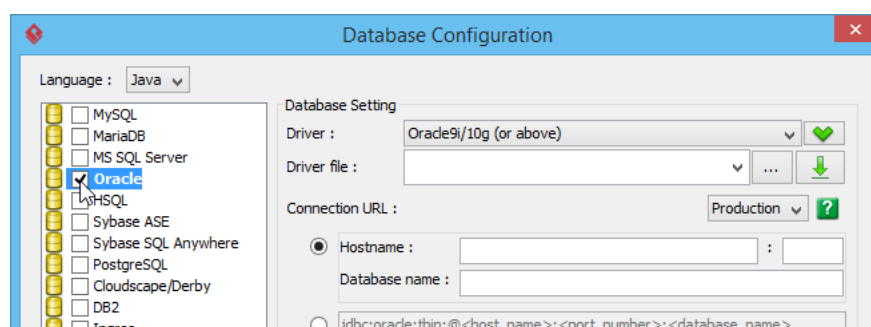 Database Configuration
Language : Java
MySQL
MariaDB
MS SQL Server
Oracle
HSQL
Sybase ASE
Sybase SQL Anywhere
PostgreSQL
Cloudscape/Derby
DB2
Ingres
Database Setting
Driver : Oracle9i/10g (or above)
Driver file : ...
Connection URL : Production ?
Hostname : :
Database name :
jdbc:oracle:thin:@<host_name>:<port_number>:<database_name>